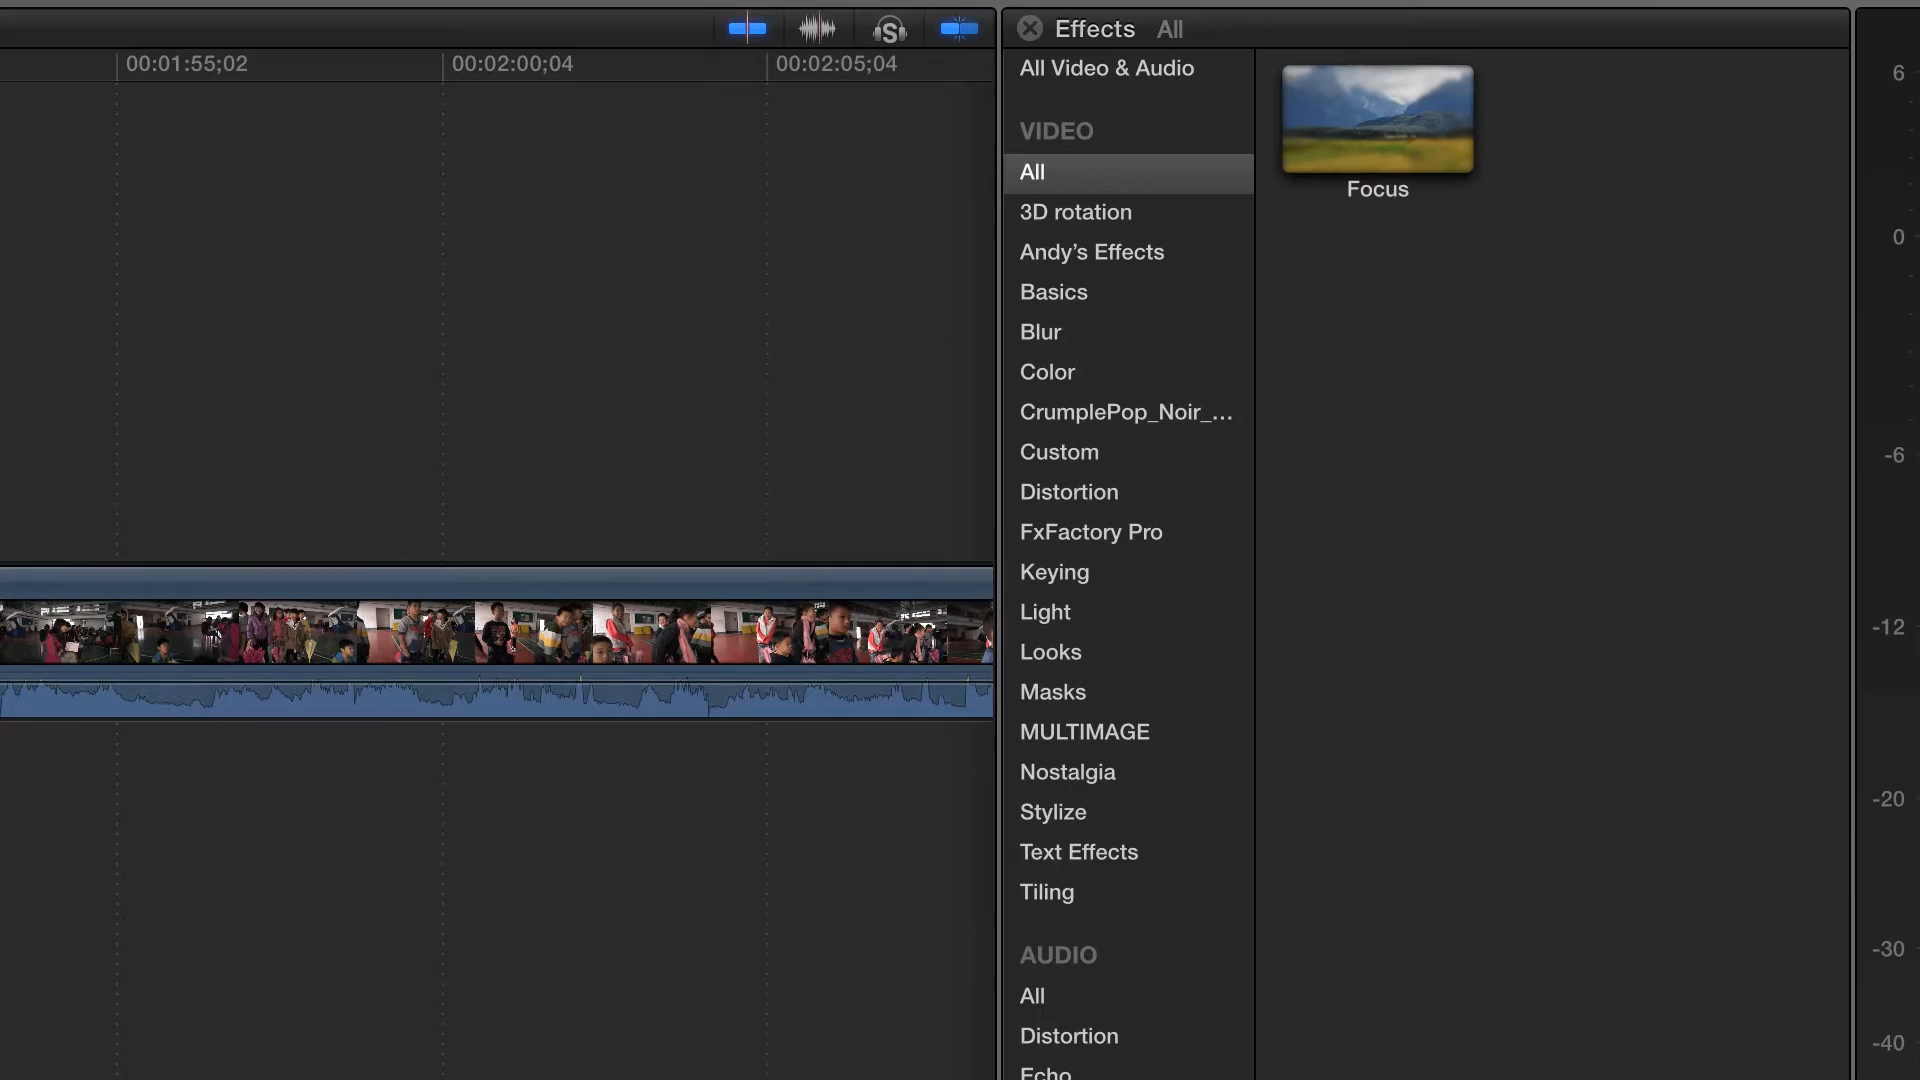 Effects All
00:01:55;02 00:02:00;04 00:02:05;04
All Video & Audio
VIDEO
All
3D rotation
Andy’s Effects
Basics
Blur
Color
CrumplePop_Noir_...
Custom
Distortion
FxFactory Pro
Keying
Light
Looks
Masks
MULTIMAGE
Nostalgia
Stylize
Text Effects
Tiling
AUDIO
All
Distortion
Echo
Focus
6
0
-6
-12
-20
-30
-40